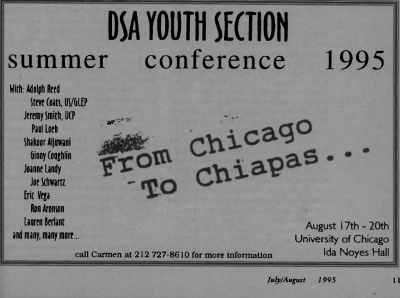 DSA YOUTH SECTION
summer conference 1995
With: Adolph Reed
Steve Coats, US/GLEP
Jeremy Smith, UCP
Paul Loeb
Shakoor Aljuwani
Ginny Coughlin
Joanne Landy
Joe Schwartz
Eric Vega
Ron Aronson
Lauren Berlant
and many, many more...
From Chicago
To Chiapas...
August 17th - 20th
University of Chicago
Ida Noyes Hall
call Carmen at 212 727-8610 for more information
July/August 1995 11